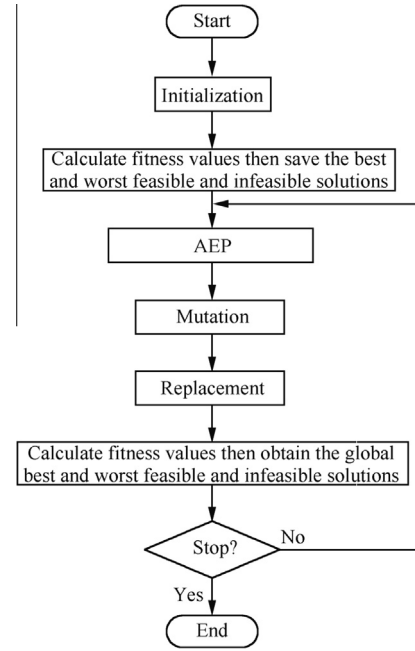 Start
Initialization
Calculate fitness values then save the best
and worst feasible and infeasible solutions
AEP
Mutation
Replacement
Calculate fitness values then obtain the global
best and worst feasible and infeasible solutions
Stop?
No
Yes
End